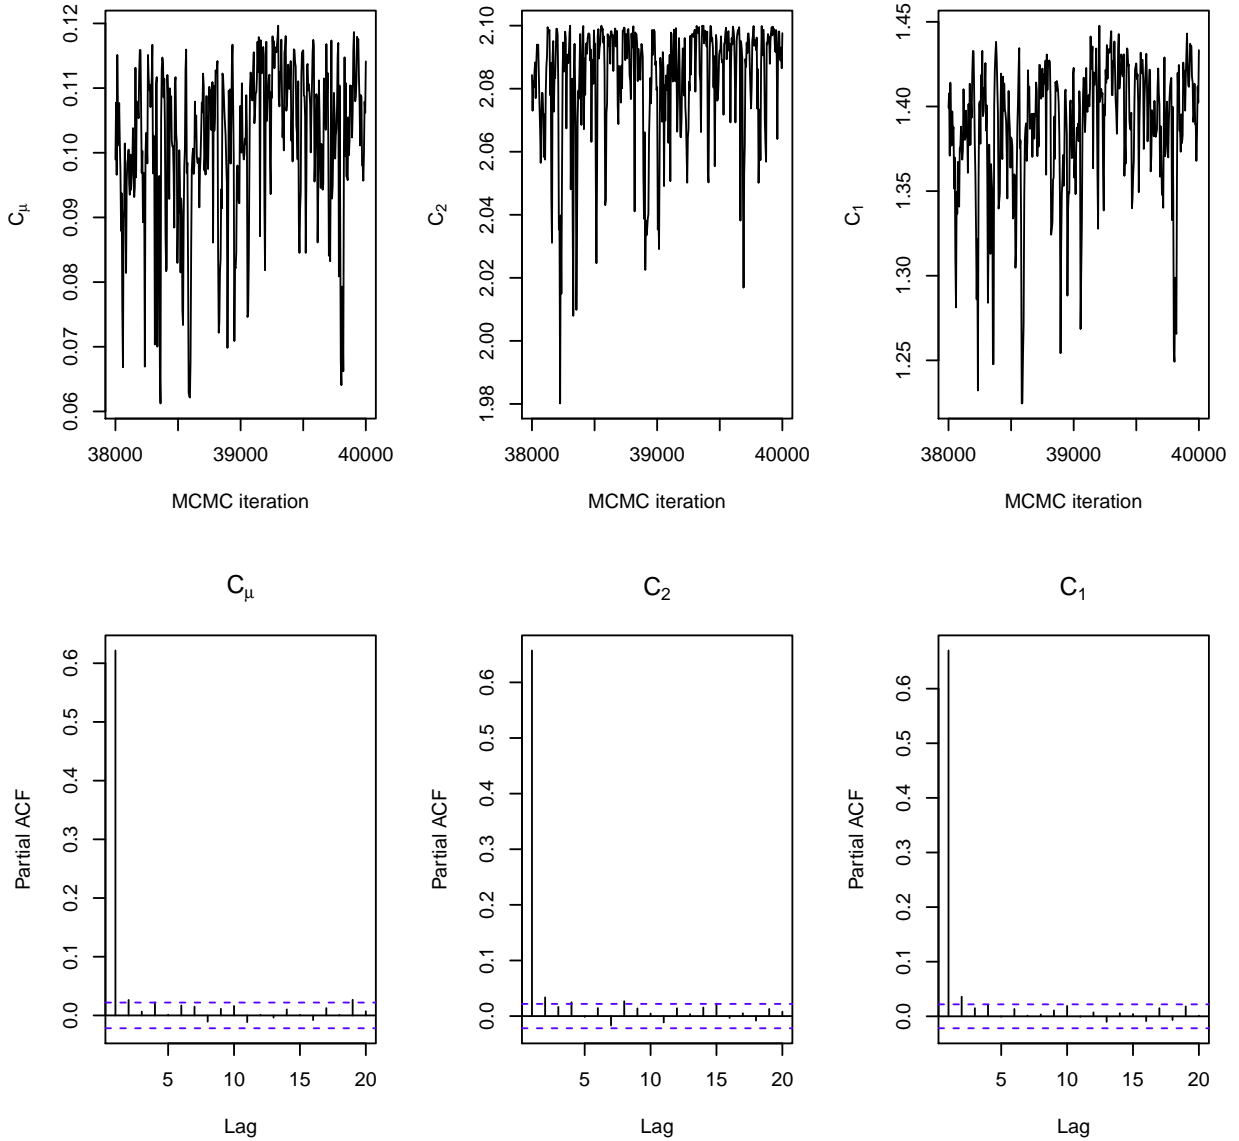 C_μ
0.06 0.07 0.08 0.09 0.10 0.11 0.12
38000 39000 40000
MCMC iteration
C_2
1.98 2.00 2.02 2.04 2.06 2.08 2.10
38000 39000 40000
MCMC iteration
C_1
1.25 1.30 1.35 1.40 1.45
38000 39000 40000
MCMC iteration
C_μ
Partial ACF
0.0 0.1 0.2 0.3 0.4 0.5 0.6
5 10 15 20
Lag
C_2
Partial ACF
0.0 0.1 0.2 0.3 0.4 0.5 0.6
5 10 15 20
Lag
C_1
Partial ACF
0.0 0.1 0.2 0.3 0.4 0.5 0.6
5 10 15 20
Lag